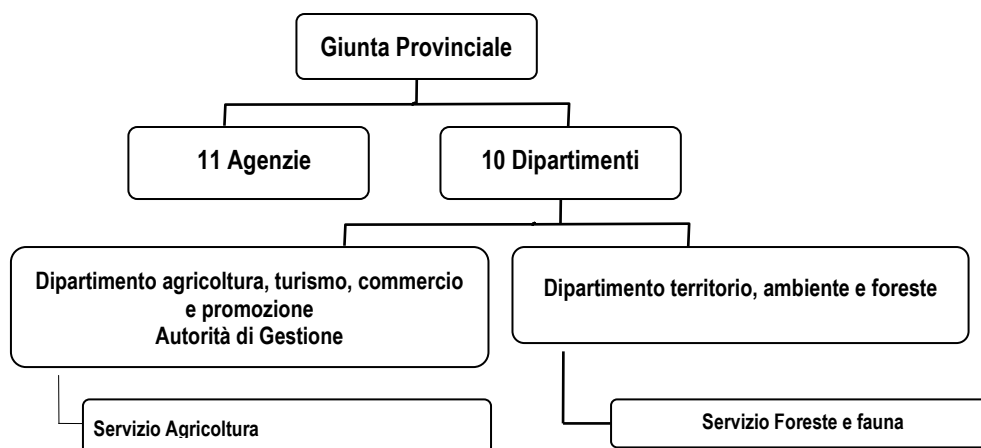 Giunta Provinciale
11 Agenzie
10 Dipartimenti
Dipartimento agricoltura, turismo, commercio
e promozione
Autorità di Gestione
Dipartimento territorio, ambiente e foreste
Servizio Agricoltura
Servizio Foreste e fauna